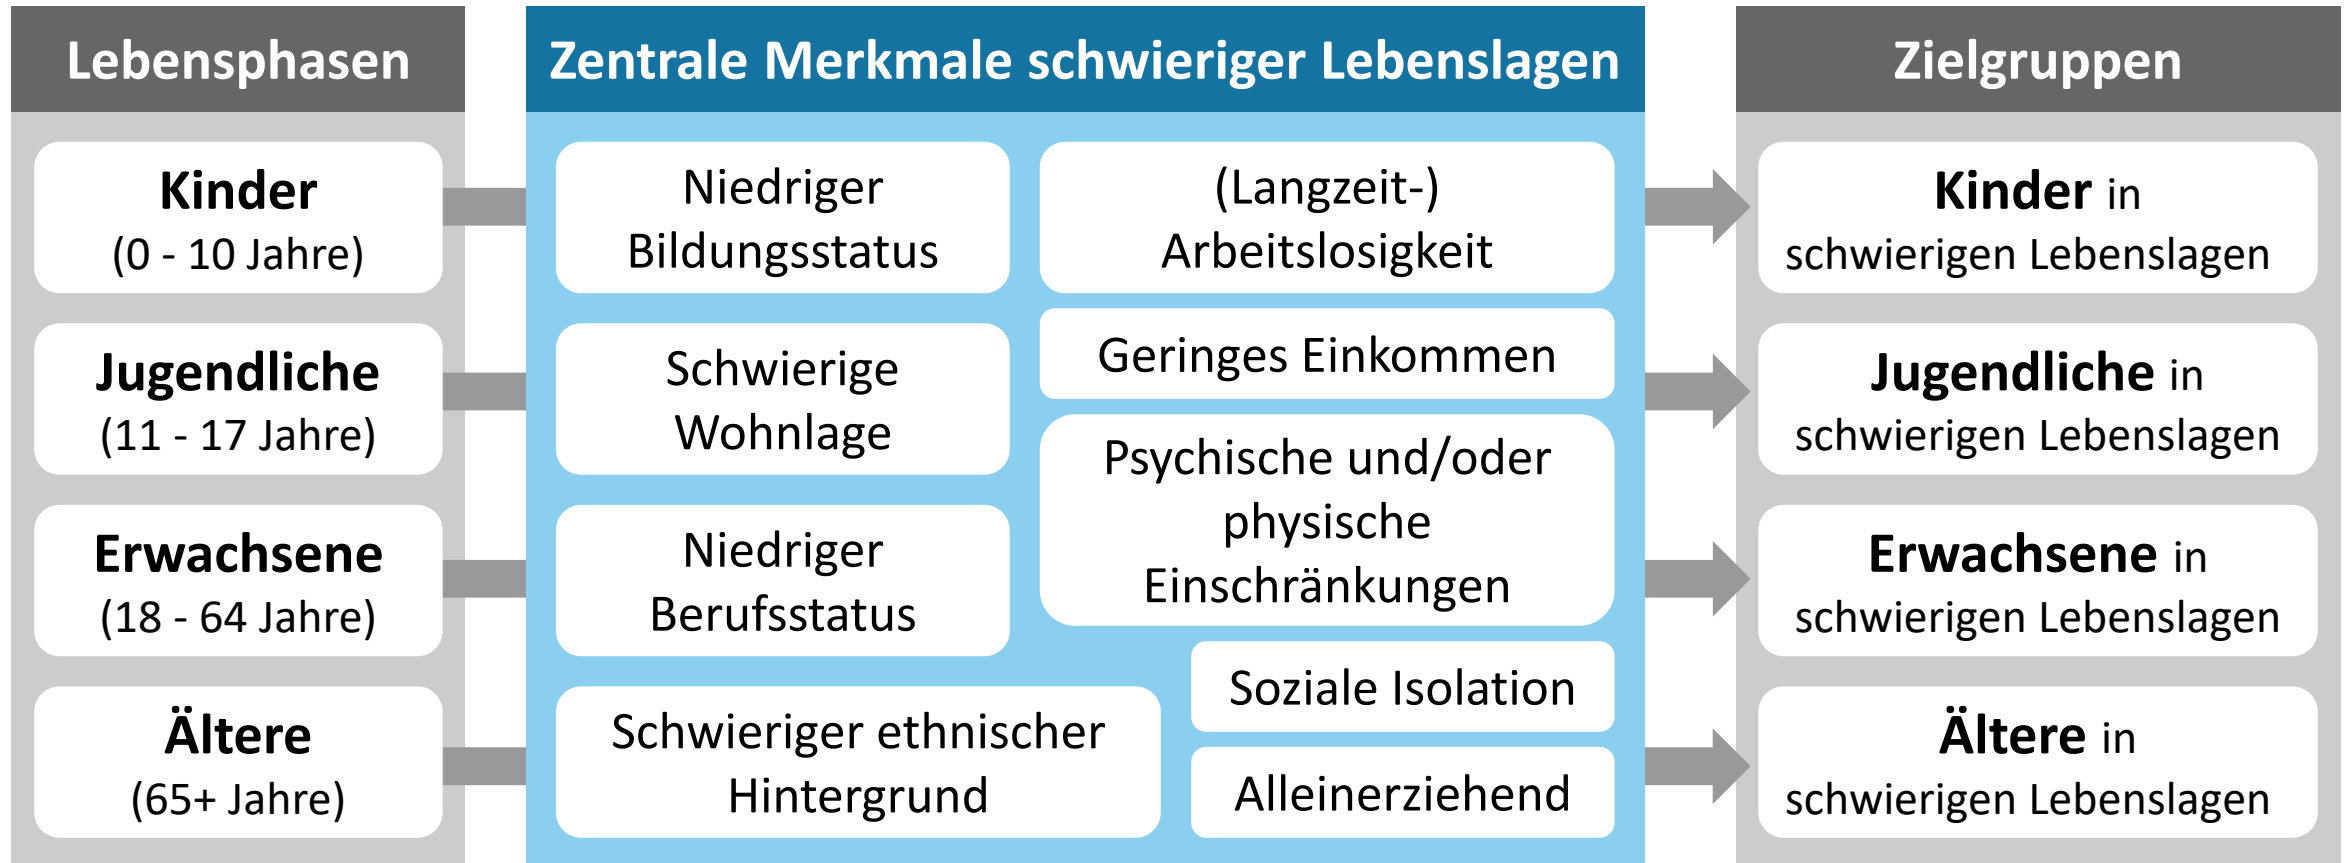 Lebensphasen
Kinder
(0 - 10 Jahre)
Jugendliche
(11 - 17 Jahre)
Erwachsene
(18 - 64 Jahre)
Ältere
(65+ Jahre)
Zentrale Merkmale schwieriger Lebenslagen
Niedriger
Bildungsstatus
Schwierige
Wohnlage
Niedriger
Berufsstatus
Schwieriger ethnischer
Hintergrund
(Langzeit-)
Arbeitslosigkeit
Geringes Einkommen
Psychische und/oder
physische
Einschränkungen
Soziale Isolation
Alleinerziehend
Zielgruppen
Kinder in
schwierigen Lebenslagen
Jugendliche in
schwierigen Lebenslagen
Erwachsene in
schwierigen Lebenslagen
Ältere in
schwierigen Lebenslagen